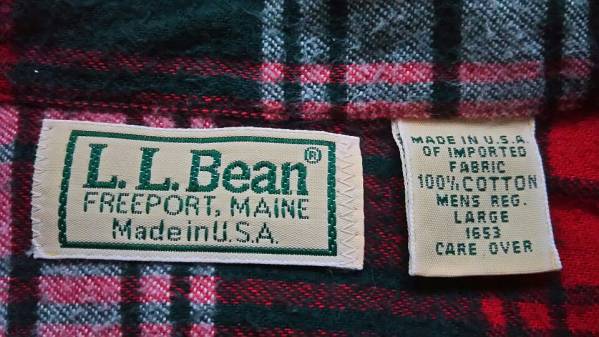 L.L.Bean®
FREEPORT, MAINE
Made in U.S.A.
MADE IN U.S.A.
OF IMPORTED
FABRIC
100% COTTON
MENS REG.
LARGE
1653
CARE OVER